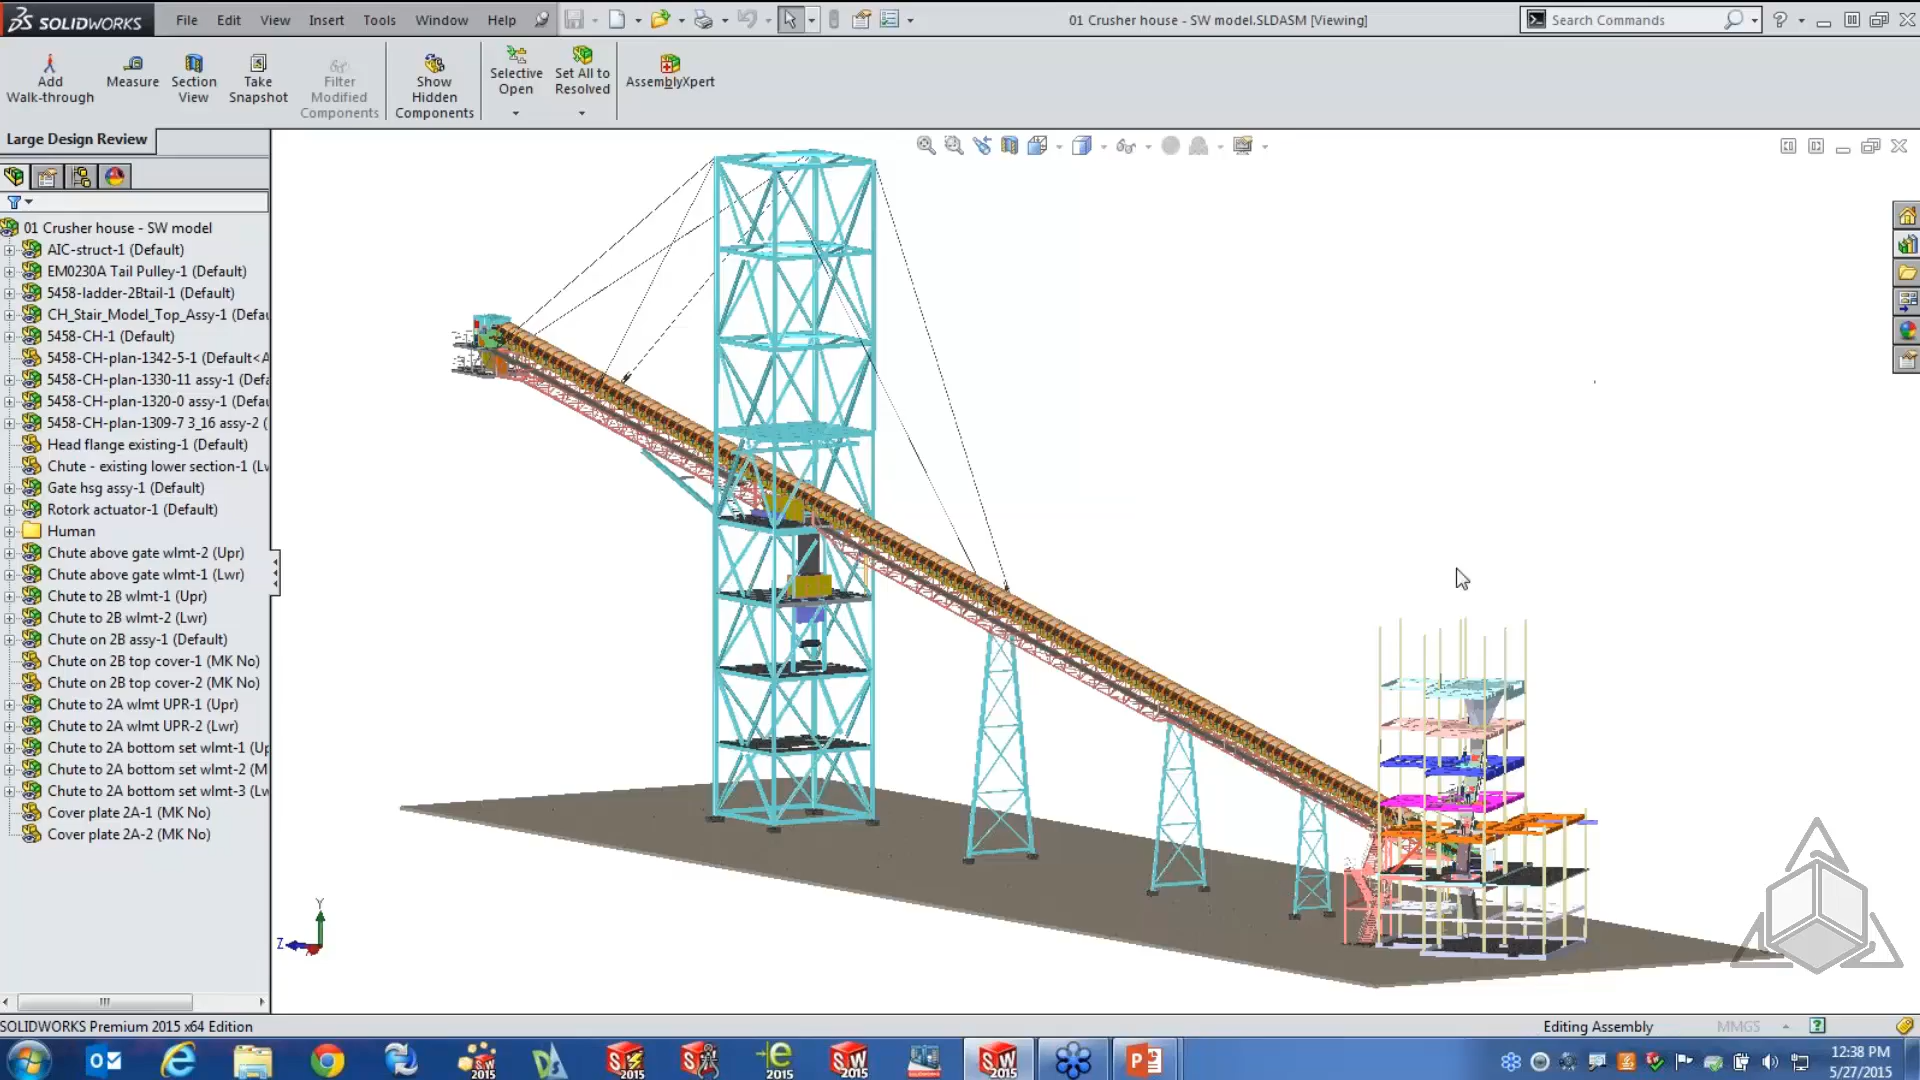 SOLIDWORKS File Edit View Insert Tools Window Help 01 Crusher house - SW model.SLDASM [Viewing] Search Commands
Add Walk-through
Measure
Section View
Take Snapshot
Filter Modified Components
Show Hidden Components
Selective Open
Set All to Resolved
AssemblyXpert
Large Design Review
01 Crusher house - SW model
AIC-struct-1 (Default)
EM0230A Tail Pulley-1 (Default)
5458-ladder-2Btail-1 (Default)
CH_Stair_Model_Top_Assy-1 (Defau
5458-CH-1 (Default)
5458-CH-plan-1342-5-1 (Default<A
5458-CH-plan-1330-11 assy-1 (Defa
5458-CH-plan-1320-0 assy-1 (Defau
5458-CH-plan-1309-7 3_16 assy-2 (
Head flange existing-1 (Default)
Chute - existing lower section-1 (Lw
Gate hsg assy-1 (Default)
Rotork actuator-1 (Default)
Human
Chute above gate wlmt-2 (Upr)
Chute above gate wlmt-1 (Lwr)
Chute to 2B wlmt-1 (Upr)
Chute to 2B wlmt-2 (Lwr)
Chute on 2B assy-1 (Default)
Chute on 2B top cover-1 (MK No)
Chute on 2B top cover-2 (MK No)
Chute to 2A wlmt UPR-1 (Upr)
Chute to 2A wlmt UPR-2 (Lwr)
Chute to 2A bottom set wlmt-1 (Up
Chute to 2A bottom set wlmt-2 (M
Chute to 2A bottom set wlmt-3 (Lw
Cover plate 2A-1 (MK No)
Cover plate 2A-2 (MK No)
Y
Z
SOLIDWORKS Premium 2015 x64 Edition Editing Assembly MMGS
12:38 PM
5/27/2015